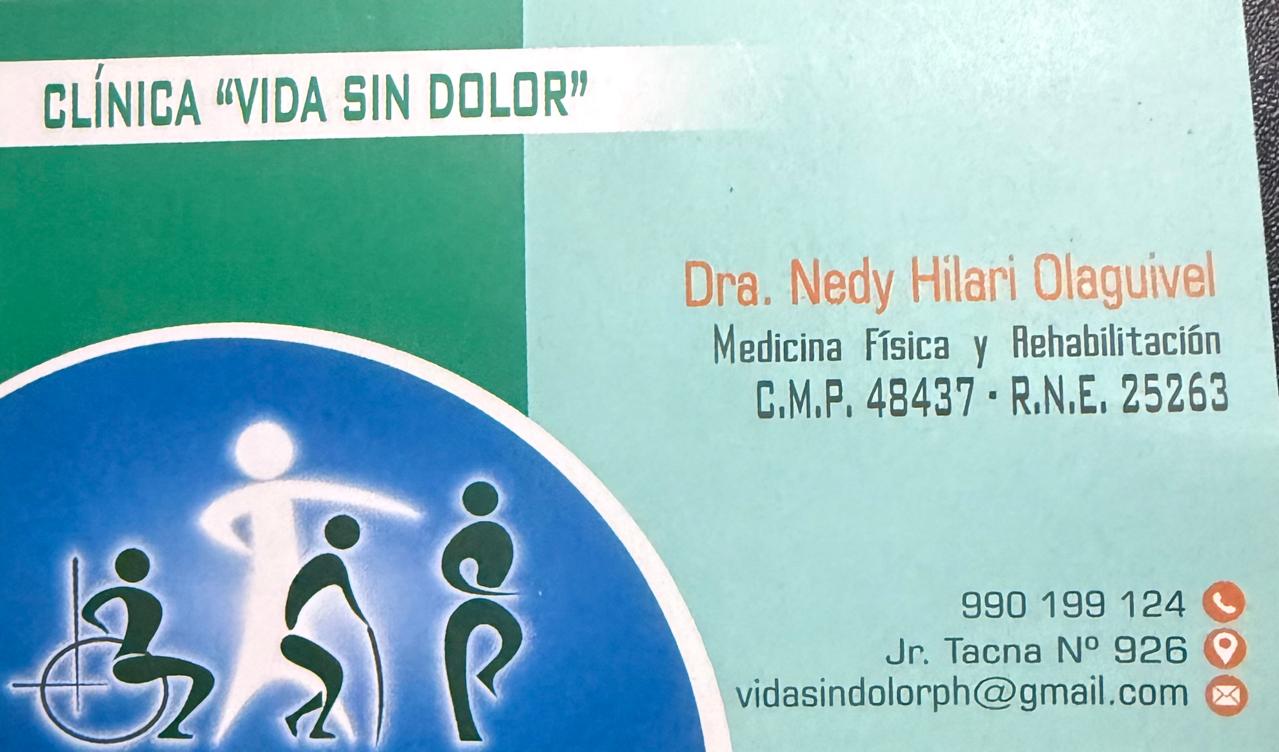 CLÍNICA “VIDA SIN DOLOR”
Dra. Nedy Hilari Olaguivel
Medicina Física y Rehabilitación
C.M.P. 48437 · R.N.E. 25263
990 199 124
Jr. Tacna Nº 926
vidasindolorph@gmail.com